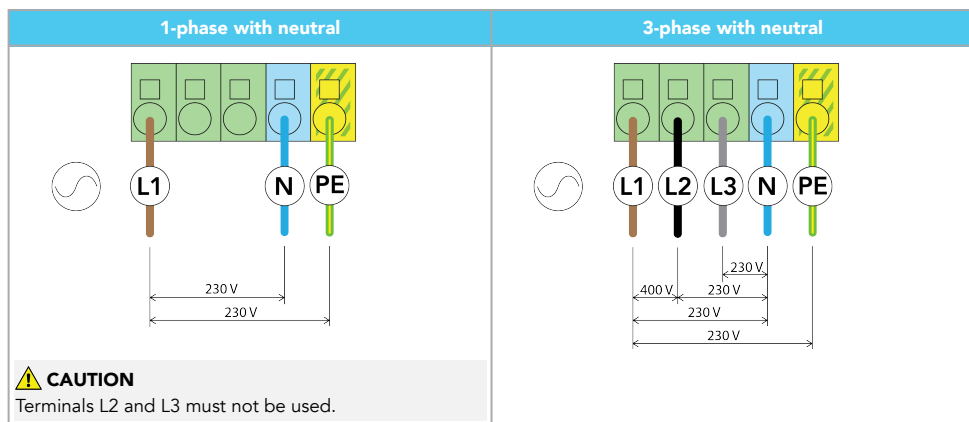 1-phase with neutral
3-phase with neutral
L1 N PE
230 V
230 V
L1 L2 L3 N PE
230 V
400 V 230 V
230 V
230 V
CAUTION
Terminals L2 and L3 must not be used.